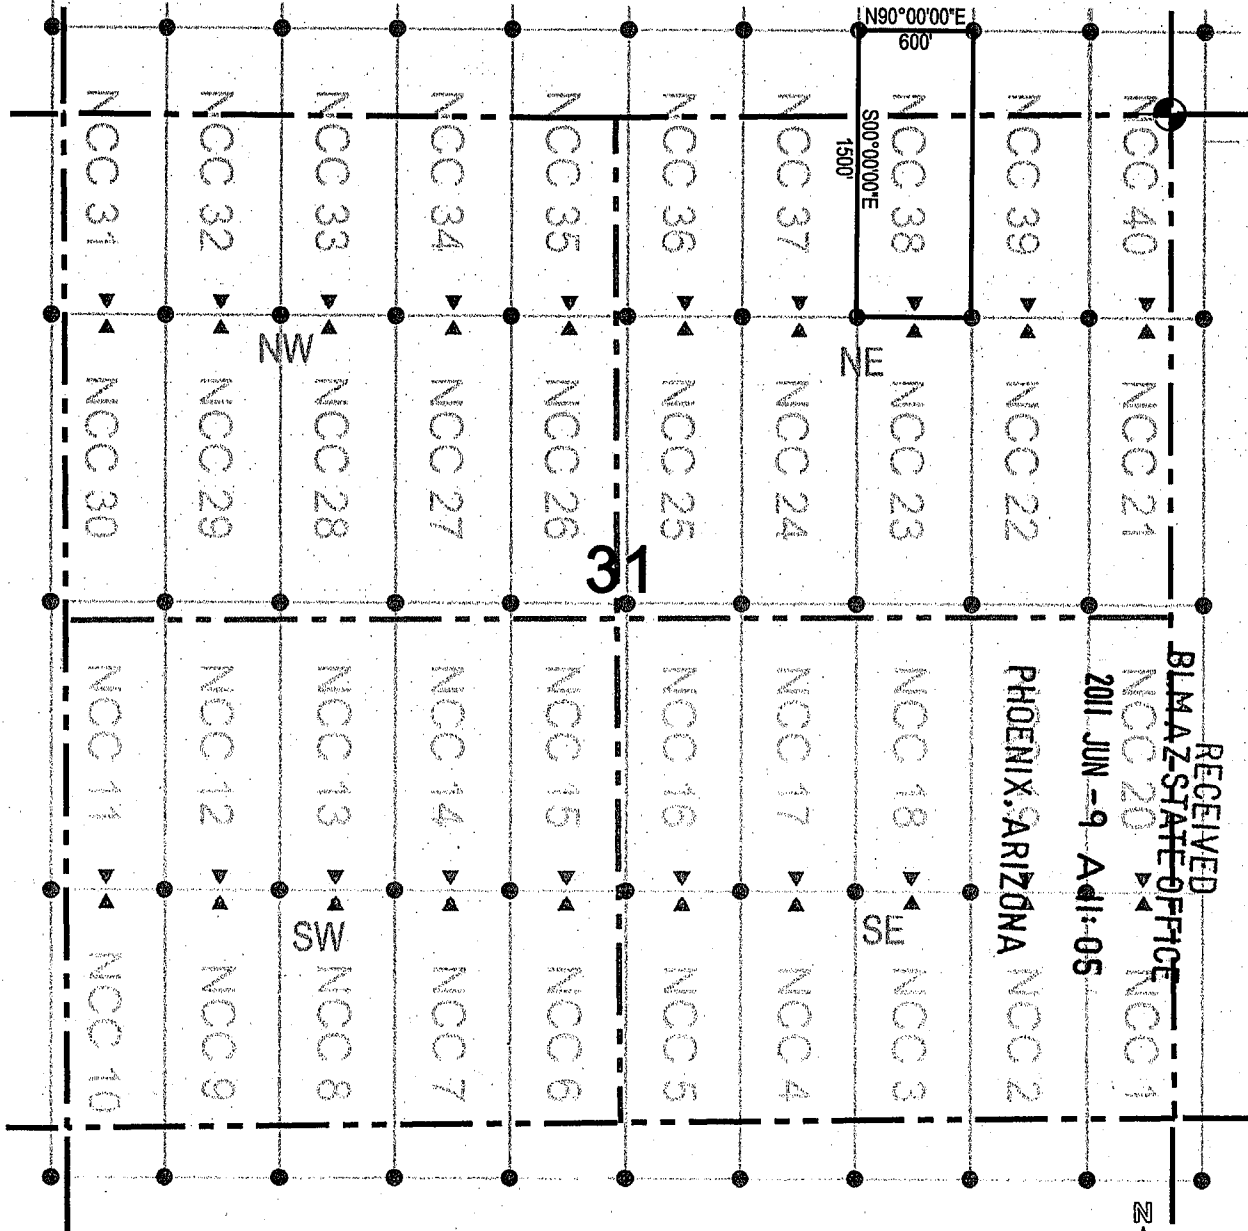 N90°00'00"E
600'
S00°00'00"E
1500'
NCC 31
NCC 32
NCC 33
NCC 34
NCC 35
NCC 36
NCC 37
NCC 38
NCC 39
NCC 40
NW
NE
NCC 30
NCC 29
NCC 28
NCC 27
NCC 26
NCC 25
NCC 24
NCC 23
NCC 22
NCC 21
31
NCC 11
NCC 12
NCC 13
NCC 14
NCC 15
NCC 16
NCC 17
NCC 18
NCC 20
RECEIVED
BLM AZ STATE OFFICE
2011 JUN -9 A 11:05
PHOENIX, ARIZONA
SW
SE
NCC 10
NCC 9
NCC 8
NCC 7
NCC 6
NCC 5
NCC 4
NCC 3
NCC 2
NCC 1
N